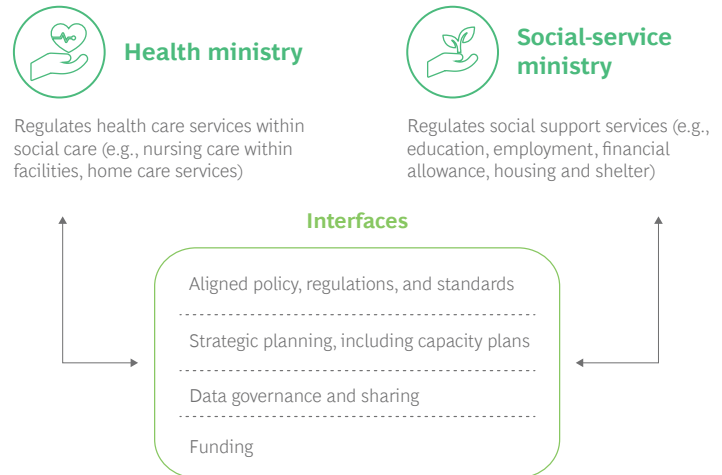 Health ministry
Regulates health care services within
social care (e.g., nursing care within
facilities, home care services)
Social-service
ministry
Regulates social support services (e.g.,
education, employment, financial
allowance, housing and shelter)
Interfaces
Aligned policy, regulations, and standards
Strategic planning, including capacity plans
Data governance and sharing
Funding